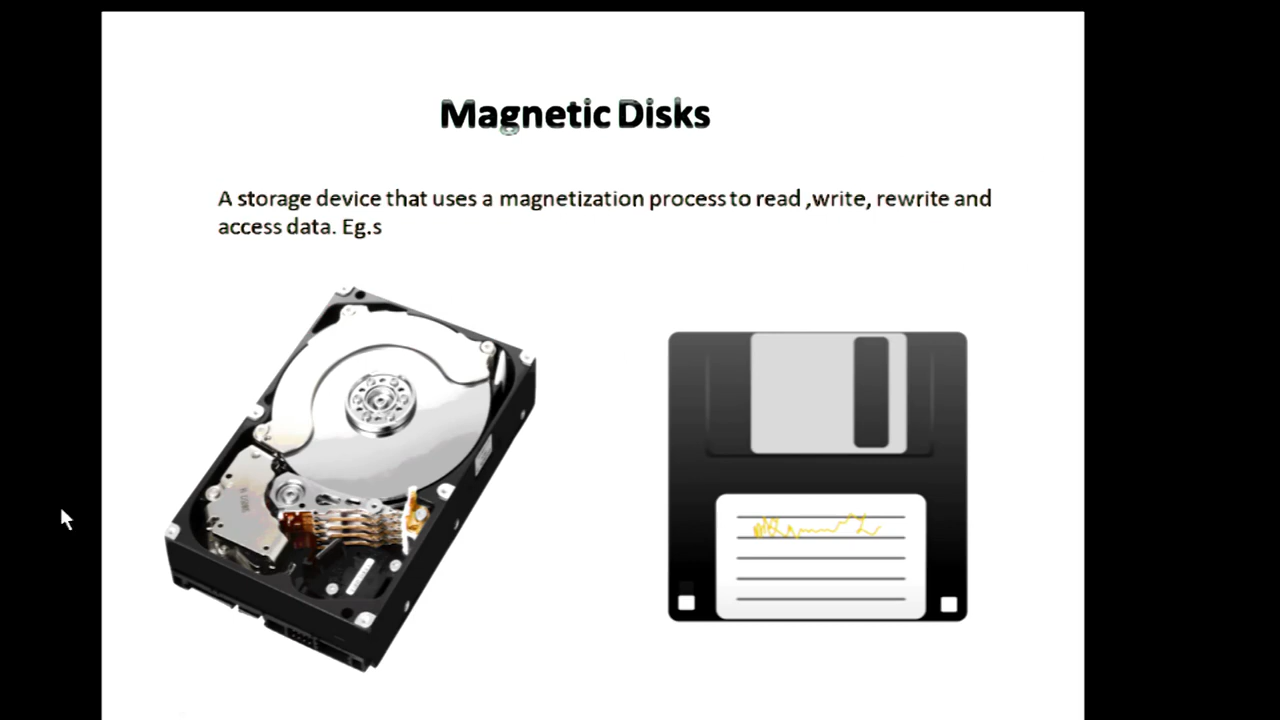 Magnetic Disks
A storage device that uses a magnetization process to read ,write, rewrite and
access data. Eg.s